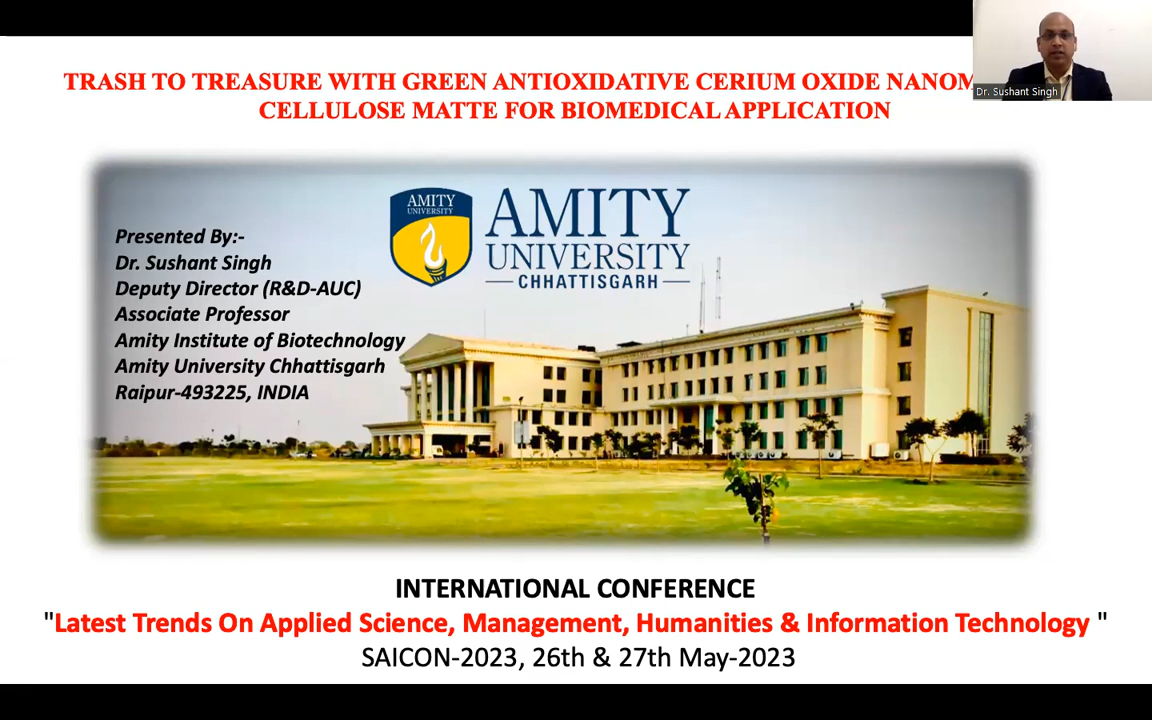 TRASH TO TREASURE WITH GREEN ANTIOXIDATIVE CERIUM OXIDE
CELLULOSE MATTE FOR BIOMEDICAL APPLICATION
Dr. Sushant Singh
AMITY
UNIVERSITY
AMITY
UNIVERSITY
CHHATTISGARH
Presented By:-
Dr. Sushant Singh
Deputy Director (R&D-AUC)
Associate Professor
Amity Institute of Biotechnology
Amity University Chhattisgarh
Raipur-493225, INDIA
INTERNATIONAL CONFERENCE
"Latest Trends On Applied Science, Management, Humanities & Information Technology "
SAICON-2023, 26th & 27th May-2023